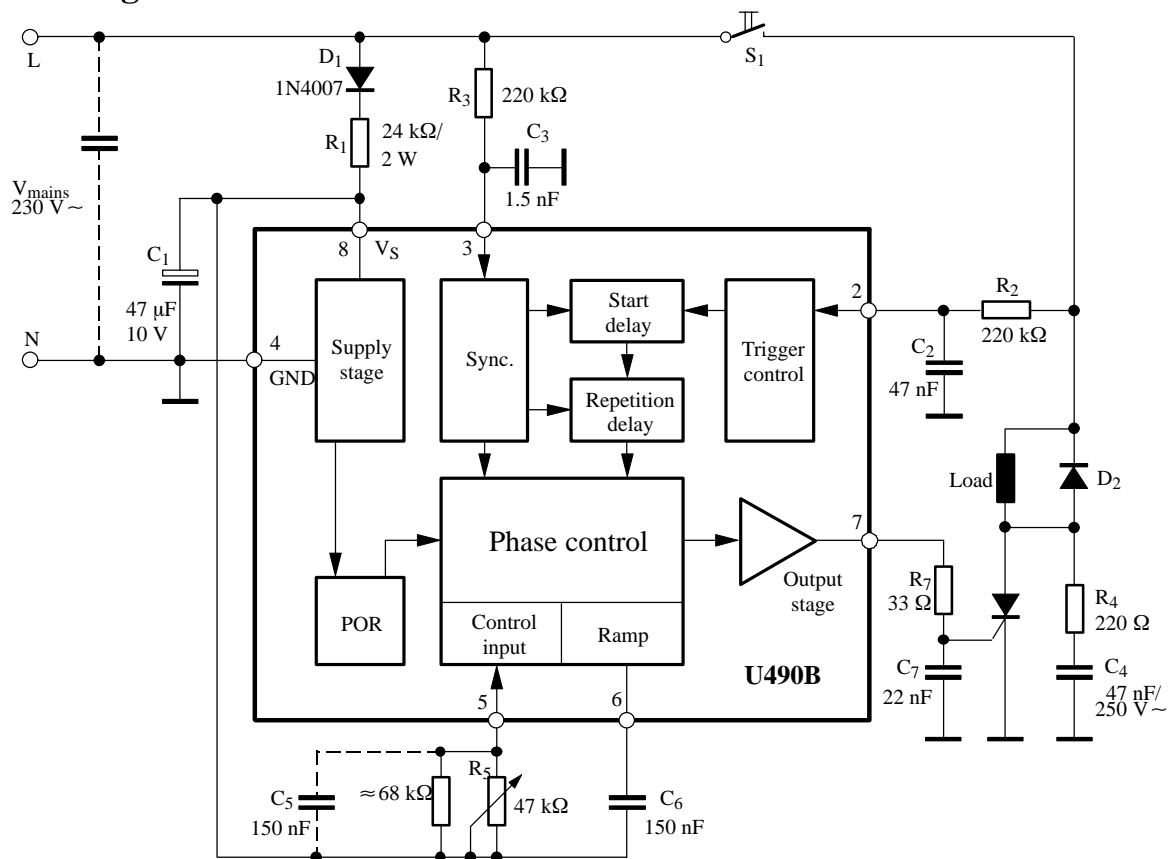 L
D1
1N4007
R1
24 kΩ/
2 W
R3
220 kΩ
C3
1.5 nF
S1
Vmains
230 V~
C1
47 μF
10 V
N
8
VS
3
4
GND
Supply
stage
Sync.
Start
delay
Repetition
delay
Trigger
control
2
R2
220 kΩ
C2
47 nF
Load
D2
Phase control
Control
input
Ramp
POR
Output
stage
7
R7
33 Ω
C7
22 nF
R4
220 Ω
C4
47 nF/
250 V~
U490B
5
6
C5
150 nF
≈68 kΩ
R5
47 kΩ
C6
150 nF